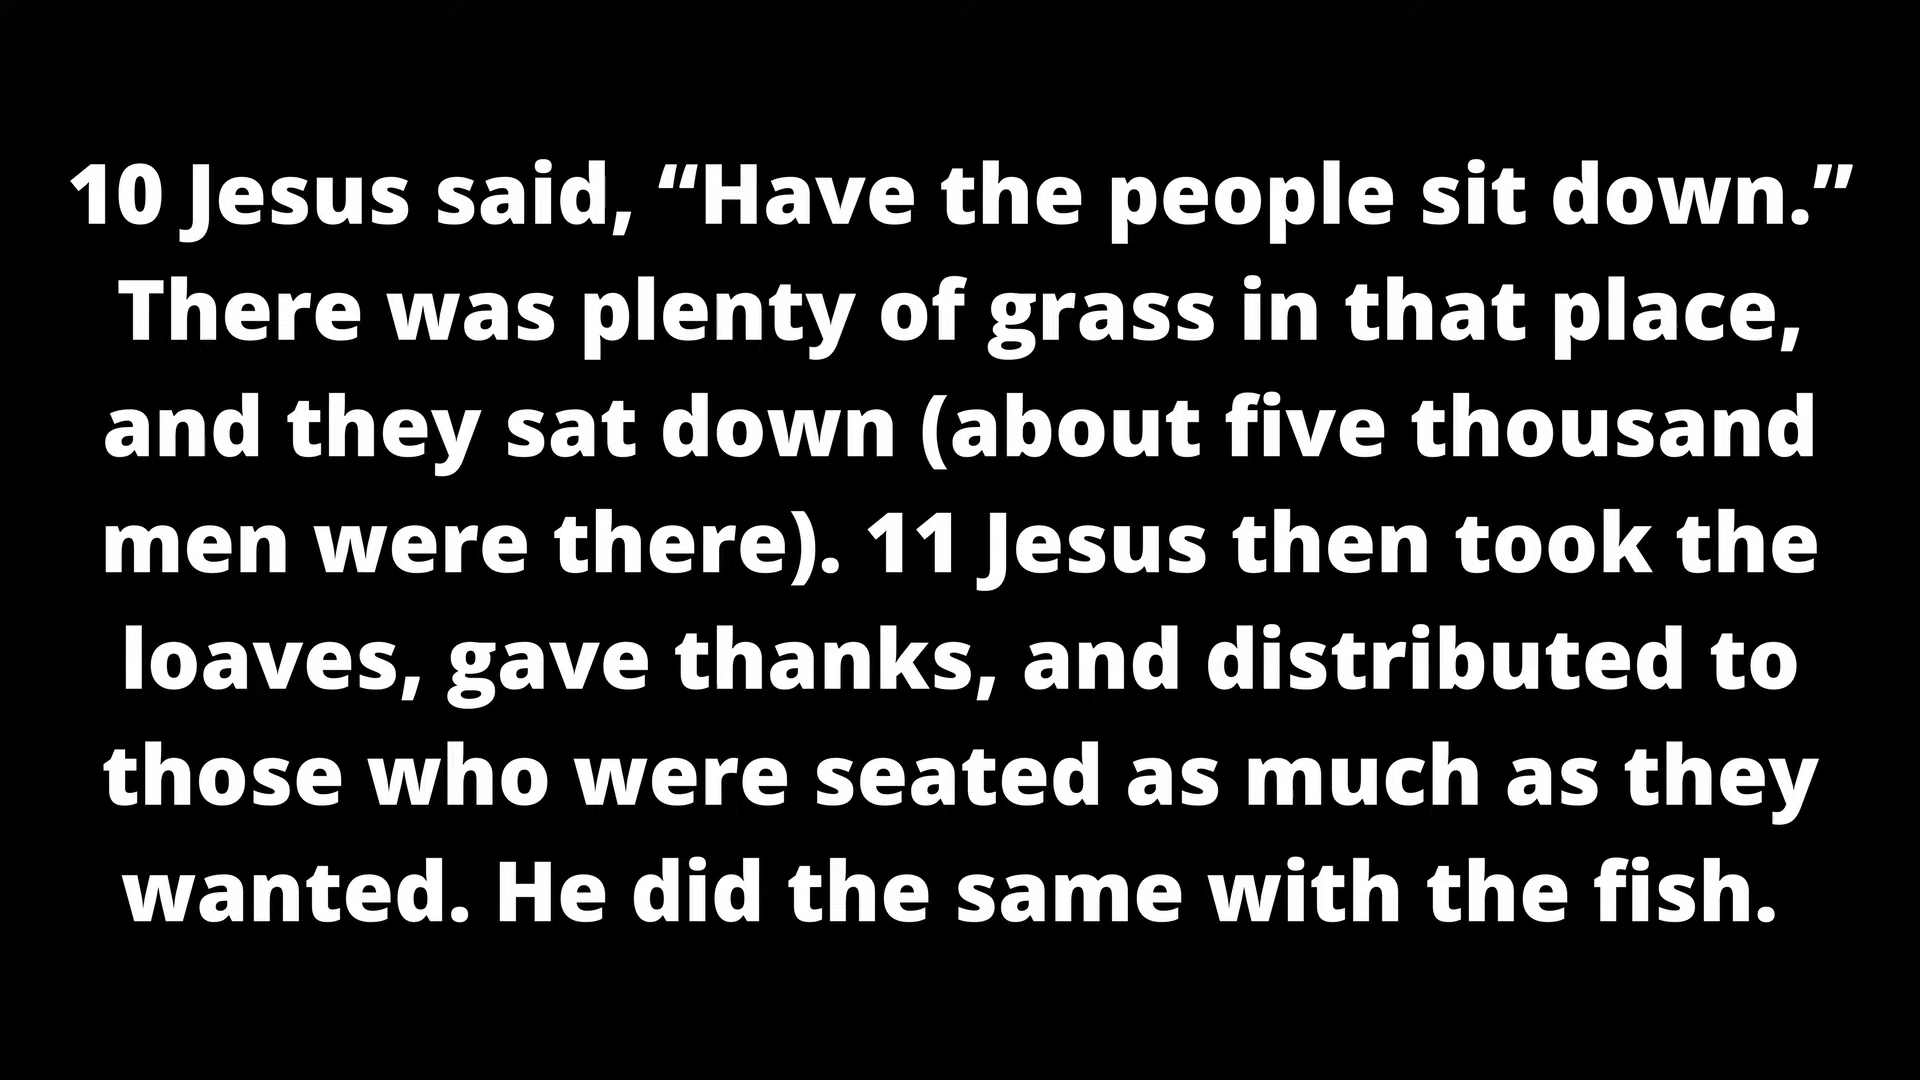 10 Jesus said, “Have the people sit down.”
There was plenty of grass in that place,
and they sat down (about five thousand
men were there). 11 Jesus then took the
loaves, gave thanks, and distributed to
those who were seated as much as they
wanted. He did the same with the fish.